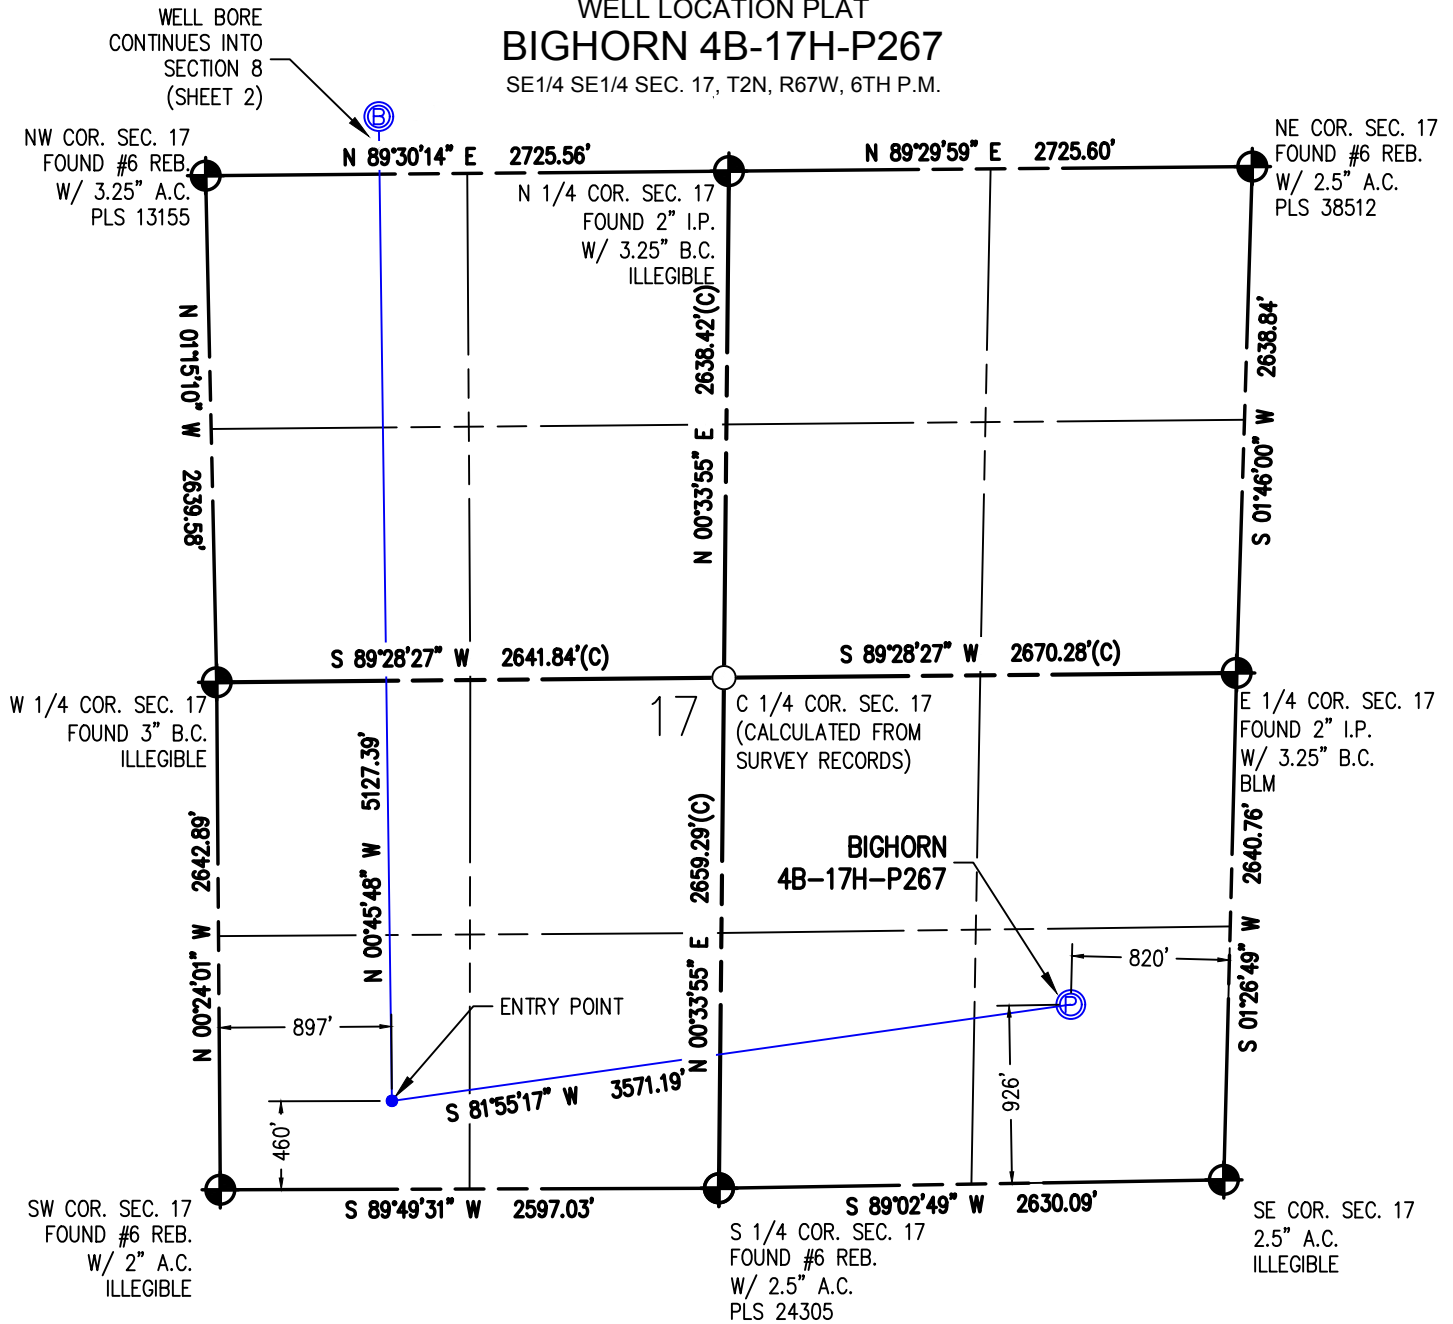 WELL LOCATION PLAT
BIGHORN 4B-17H-P267
SE1/4 SE1/4 SEC. 17, T2N, R67W, 6TH P.M.
WELL BORE
CONTINUES INTO
SECTION 8
(SHEET 2)
B
NW COR. SEC. 17
FOUND #6 REB.
W/ 3.25" A.C.
PLS 13155
N 89°30'14" E 2725.56'
N 1/4 COR. SEC. 17
FOUND 2" I.P.
W/ 3.25" B.C.
ILLEGIBLE
N 89°29'59" E 2725.60'
NE COR. SEC. 17
FOUND #6 REB.
W/ 2.5" A.C.
PLS 38512
N 01°15'10" W 2639.58'
N 00°33'55" E 2638.42'(C)
S 01°46'00" W 2638.84'
S 89°28'27" W 2641.84'(C)
S 89°28'27" W 2670.28'(C)
W 1/4 COR. SEC. 17
FOUND 3" B.C.
ILLEGIBLE
17
C 1/4 COR. SEC. 17
(CALCULATED FROM
SURVEY RECORDS)
E 1/4 COR. SEC. 17
FOUND 2" I.P.
W/ 3.25" B.C.
BLM
N 00°24'01" W 2642.89'
N 00°45'48" W 5127.39'
N 00°33'55" E 2659.29'(C)
BIGHORN
4B-17H-P267
S 01°26'49" W 2640.76'
820'
P
926'
ENTRY POINT
897'
460'
S 81°55'17" W 3571.19'
S 89°49'31" W 2597.03'
S 89°02'49" W 2630.09'
SW COR. SEC. 17
FOUND #6 REB.
W/ 2" A.C.
ILLEGIBLE
S 1/4 COR. SEC. 17
FOUND #6 REB.
W/ 2.5" A.C.
PLS 24305
SE COR. SEC. 17
2.5" A.C.
ILLEGIBLE